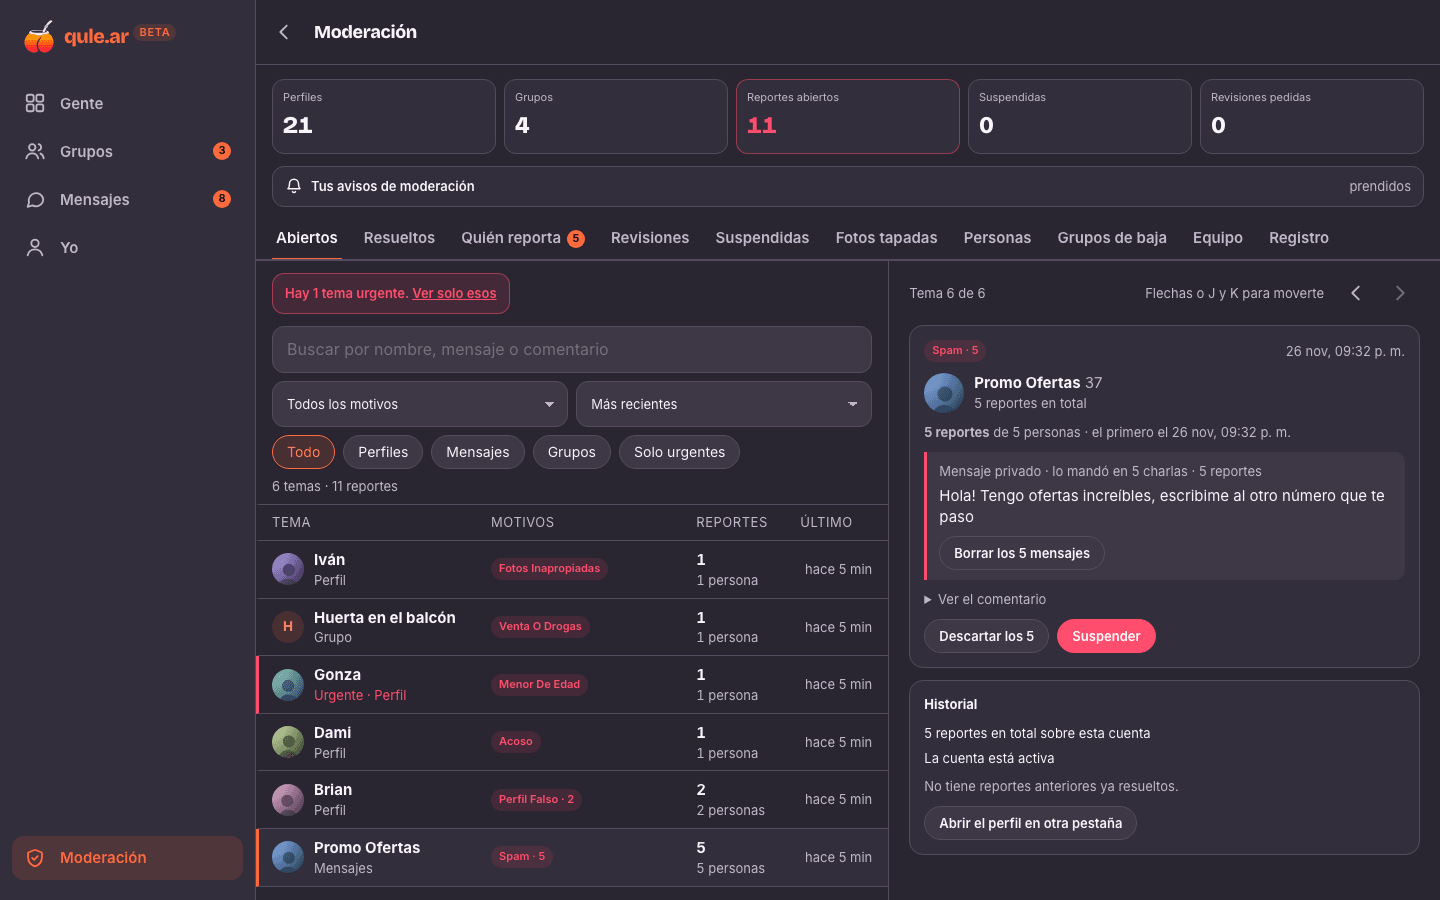 qule.ar BETA
Gente
Grupos 3
Mensajes 8
Yo
Moderación
Moderación
Perfiles
21
Grupos
4
Reportes abiertos
11
Suspendidas
0
Revisiones pedidas
0
Tus avisos de moderación prendidos
Abiertos Resueltos Quién reporta 5 Revisiones Suspendidas Fotos tapadas Personas Grupos de baja Equipo Registro
Hay 1 tema urgente. Ver solo esos
Buscar por nombre, mensaje o comentario
Todos los motivos Más recientes
Todo Perfiles Mensajes Grupos Solo urgentes
6 temas · 11 reportes
TEMA MOTIVOS REPORTES ÚLTIMO
Iván
Perfil
Fotos Inapropiadas
1
1 persona
hace 5 min
H
Huerta en el balcón
Grupo
Venta O Drogas
1
1 persona
hace 5 min
Gonza
Urgente · Perfil
Menor De Edad
1
1 persona
hace 5 min
Dami
Perfil
Acoso
1
1 persona
hace 5 min
Brian
Perfil
Perfil Falso · 2
2
2 personas
hace 5 min
Promo Ofertas
Mensajes
Spam · 5
5
5 personas
hace 5 min
Tema 6 de 6 Flechas o J y K para moverte
Spam · 5 26 nov, 09:32 p. m.
Promo Ofertas 37
5 reportes en total
5 reportes de 5 personas · el primero el 26 nov, 09:32 p. m.
Mensaje privado · lo mandó en 5 charlas · 5 reportes
Hola! Tengo ofertas increíbles, escribime al otro número que te
paso
Borrar los 5 mensajes
Ver el comentario
Descartar los 5 Suspender
Historial
5 reportes en total sobre esta cuenta
La cuenta está activa
No tiene reportes anteriores ya resueltos.
Abrir el perfil en otra pestaña